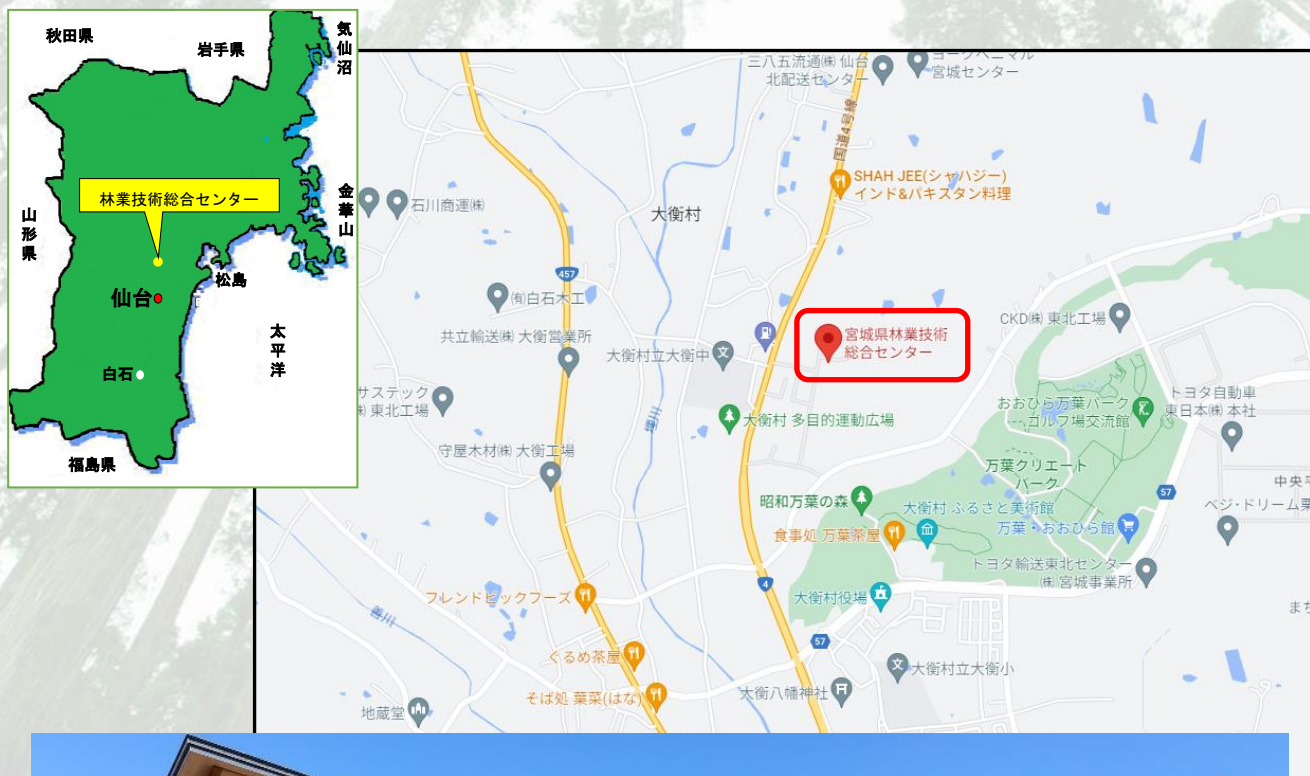 秋田県
岩手県
気仙沼
林業技術総合センター
金華山
山形県
松島
仙台
太平洋
白石
福島県
三八五流通㈱ 仙台
北配送センター
宮城センター
国道4号線
SHAH JEE(シャハジー)
インド&パキスタン料理
石川商運㈱
大衡村
457
㈲白石木工
共立輸送㈱ 大衡営業所
大衡村立大衡中
宮城県林業技術
総合センター
CKD㈱ 東北工場
サステック
東北工場
大衡村 多目的運動広場
おおひら万葉パーク
ゴルフ場交流館
トヨタ自動車
東日本㈱ 本社
守屋木材㈱ 大衡工場
万葉クリエート
パーク
中央平
57
ベジ・ドリーム栗
昭和万葉の森
大衡村 ふるさと美術館
食事処 万葉茶屋
万葉・おおひら館
トヨタ輸送東北センター
㈱ 宮城事業所
4
フレンドビックフーズ
大衡村役場
善川
まち
57
ぐるめ茶屋
大衡村立大衡小
そば処 葉菜(はな)
大衡八幡神社
地蔵堂